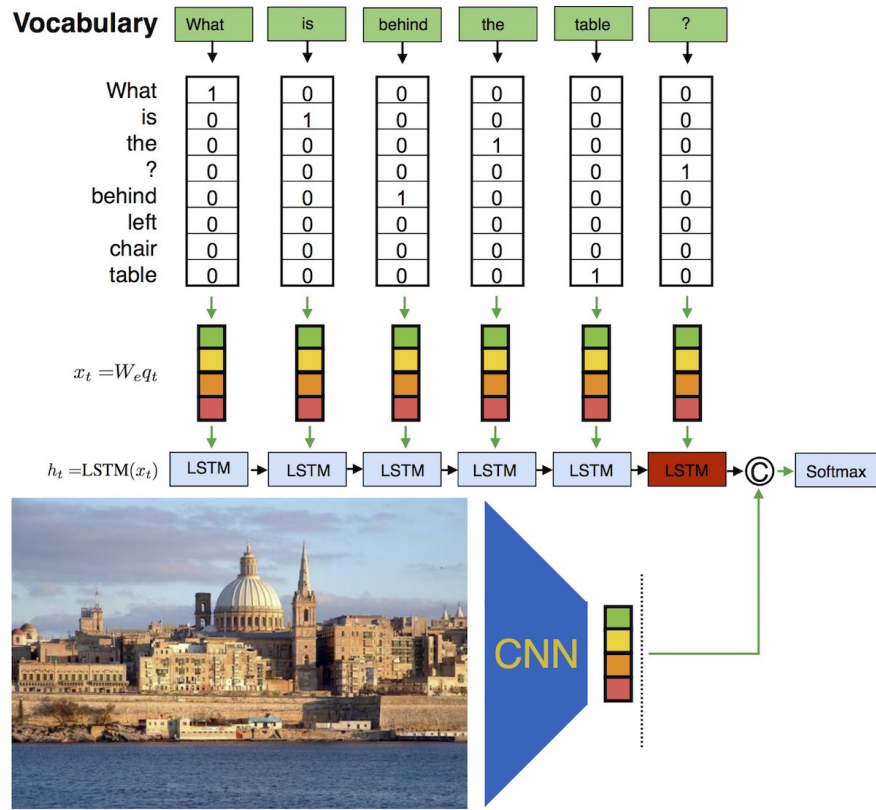 Vocabulary What is behind the table ?
What 1 0 0 0 0 0
is 0 1 0 0 0 0
the 0 0 0 1 0 0
? 0 0 0 0 0 1
behind 0 0 1 0 0 0
left 0 0 0 0 0 0
chair 0 0 0 0 0 0
table 0 0 0 0 1 0
x_t = W_e q_t
h_t = LSTM(x_t) LSTM LSTM LSTM LSTM LSTM LSTM © Softmax
CNN